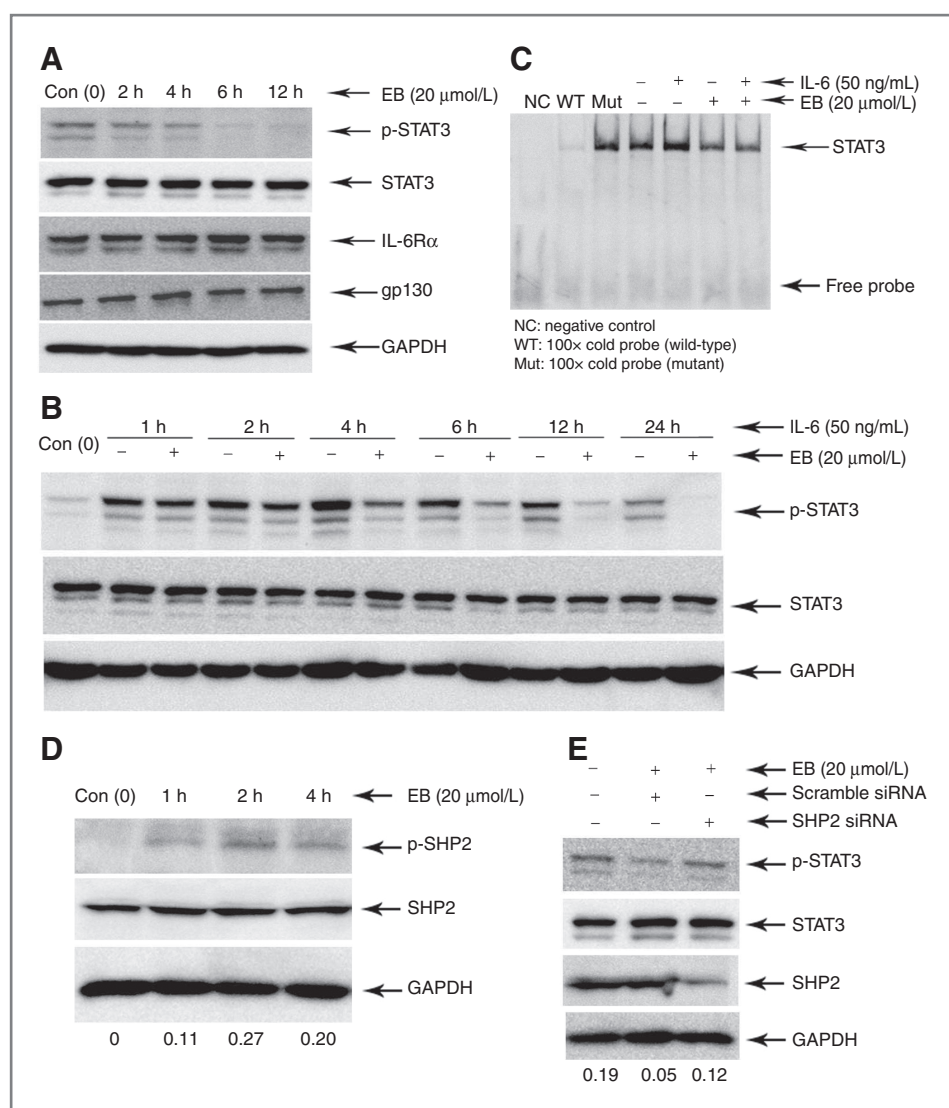 A
Con (0) 2 h 4 h 6 h 12 h EB (20 μmol/L)
p-STAT3
STAT3
IL-6Rα
gp130
GAPDH
C
– + – + IL-6 (50 ng/mL)
NC WT Mut – – + + EB (20 μmol/L)
STAT3
Free probe
NC: negative control
WT: 100× cold probe (wild-type)
Mut: 100× cold probe (mutant)
B
Con (0) 1 h 2 h 4 h 6 h 12 h 24 h IL-6 (50 ng/mL)
– + – + – + – + – + – + EB (20 μmol/L)
p-STAT3
STAT3
GAPDH
D
Con (0) 1 h 2 h 4 h EB (20 μmol/L)
p-SHP2
SHP2
GAPDH
0 0.11 0.27 0.20
E
– + + EB (20 μmol/L)
– + – Scramble siRNA
– – + SHP2 siRNA
p-STAT3
STAT3
SHP2
GAPDH
0.19 0.05 0.12